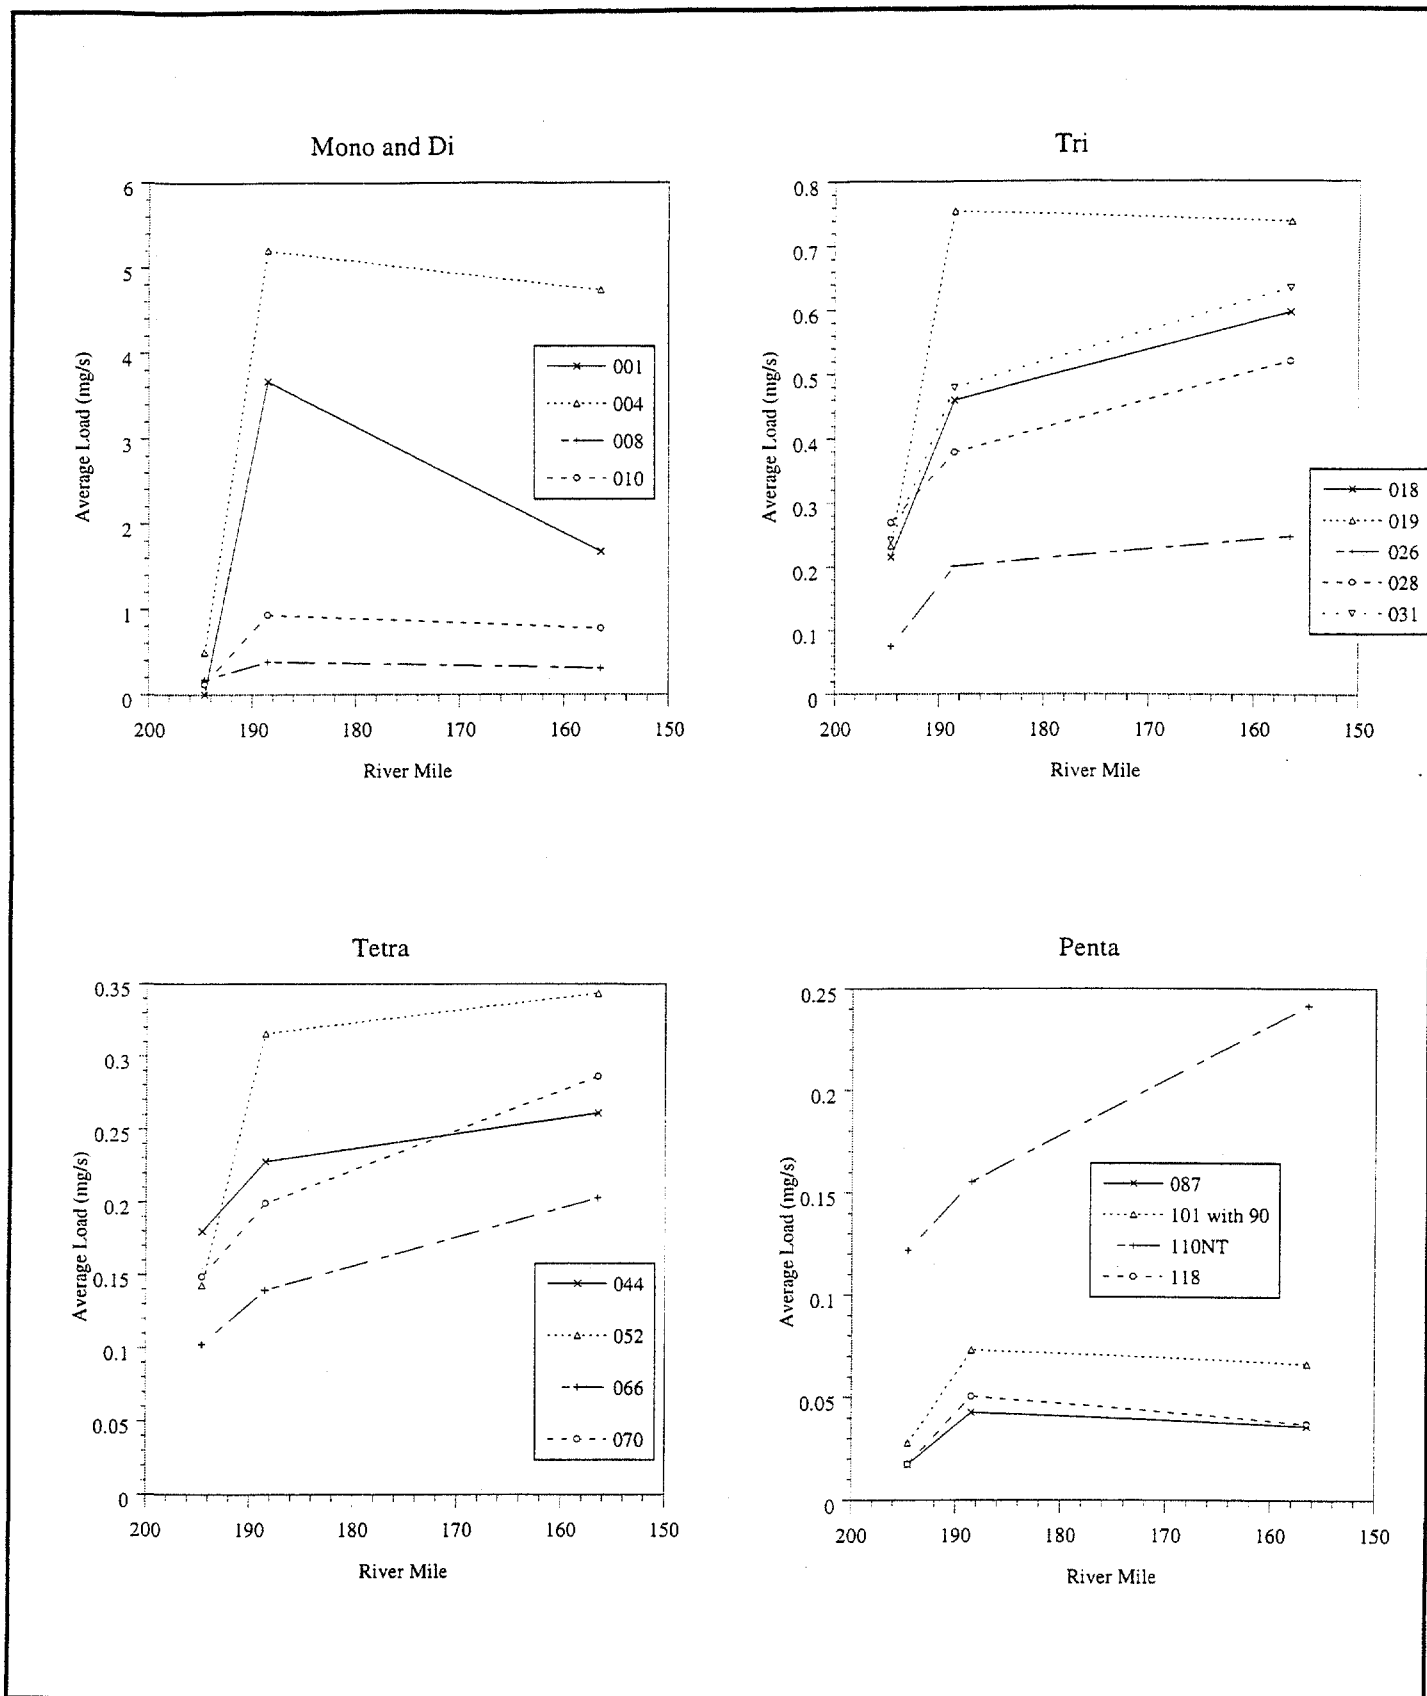 Mono and Di
6
5
4
3
2
1
0
Average Load (mg/s)
001
004
008
010
200 190 180 170 160 150
River Mile
Tri
0.8
0.7
0.6
0.5
0.4
0.3
0.2
0.1
0
Average Load (mg/s)
018
019
026
028
031
200 190 180 170 160 150
River Mile
Tetra
0.35
0.3
0.25
0.2
0.15
0.1
0.05
0
Average Load (mg/s)
044
052
066
070
200 190 180 170 160 150
River Mile
Penta
0.25
0.2
0.15
0.1
0.05
0
Average Load (mg/s)
087
101 with 90
110NT
118
200 190 180 170 160 150
River Mile